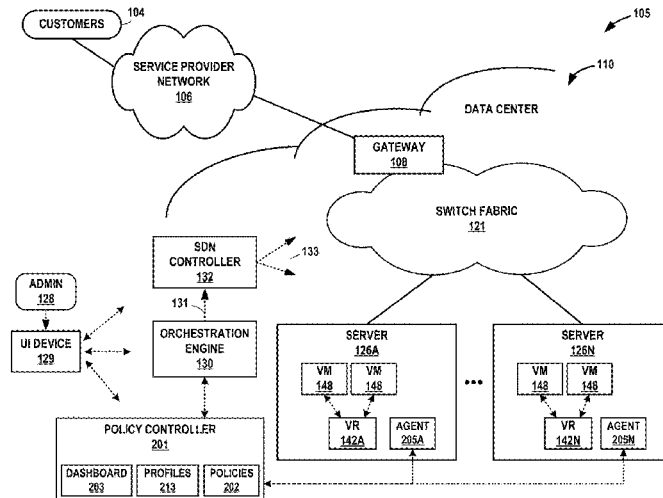 CUSTOMERS
104
105
SERVICE PROVIDER
NETWORK
106
110
DATA CENTER
GATEWAY
108
SWITCH FABRIC
121
SDN
CONTROLLER
132
133
ADMIN
128
131
UI DEVICE
129
ORCHESTRATION
ENGINE
130
SERVER
126A
VM
148
VM
148
VR
142A
AGENT
205A
•••
SERVER
126N
VM
148
VM
148
VR
142N
AGENT
205N
POLICY CONTROLLER
201
DASHBOARD
203
PROFILES
213
POLICIES
202